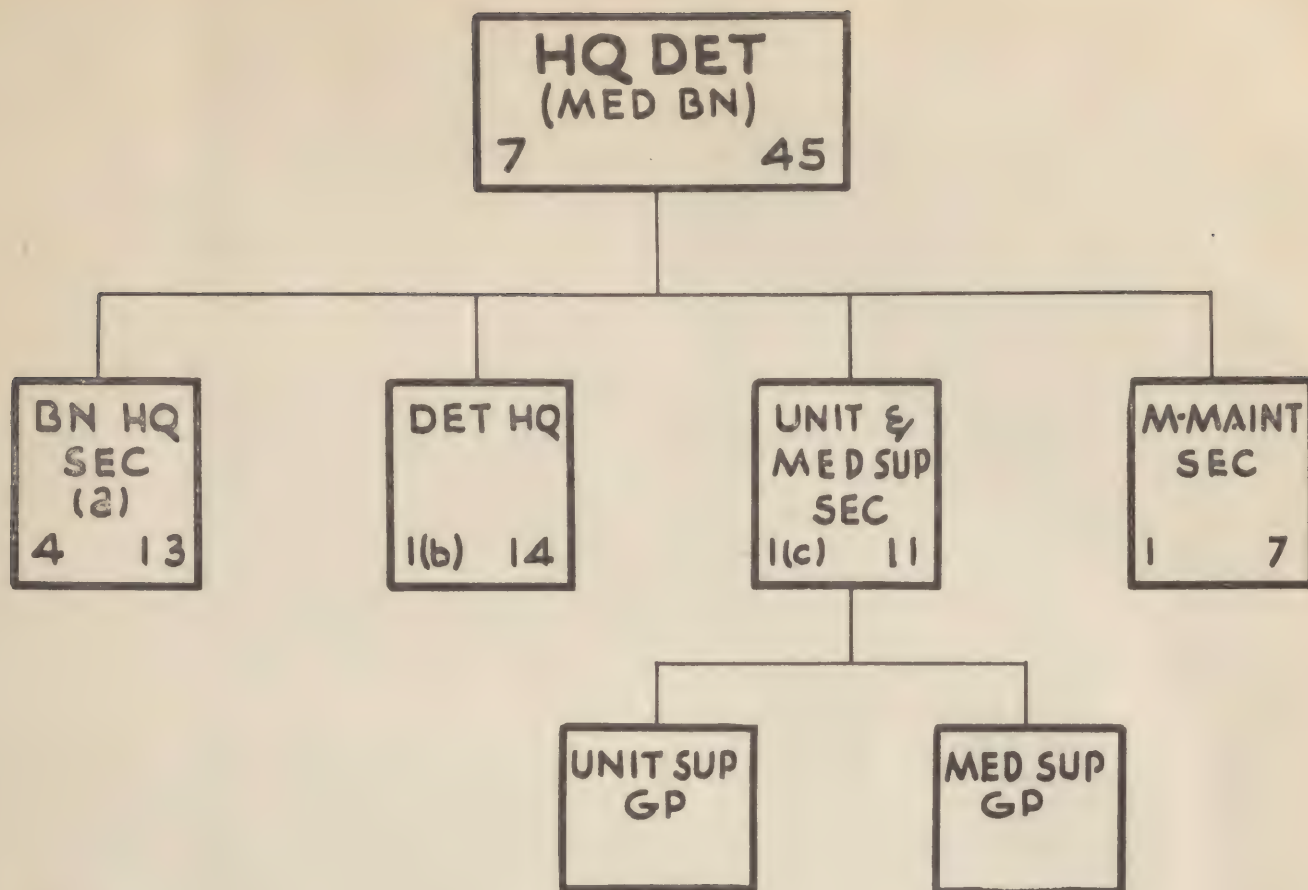 HQ DET
(MED BN)
7 45
BN HQ
SEC
(a)
4 13
DET HQ
1(b) 14
UNIT &
MED SUP
SEC
1(c) 11
M-MAINT
SEC
1 7
UNIT SUP
GP
MED SUP
GP